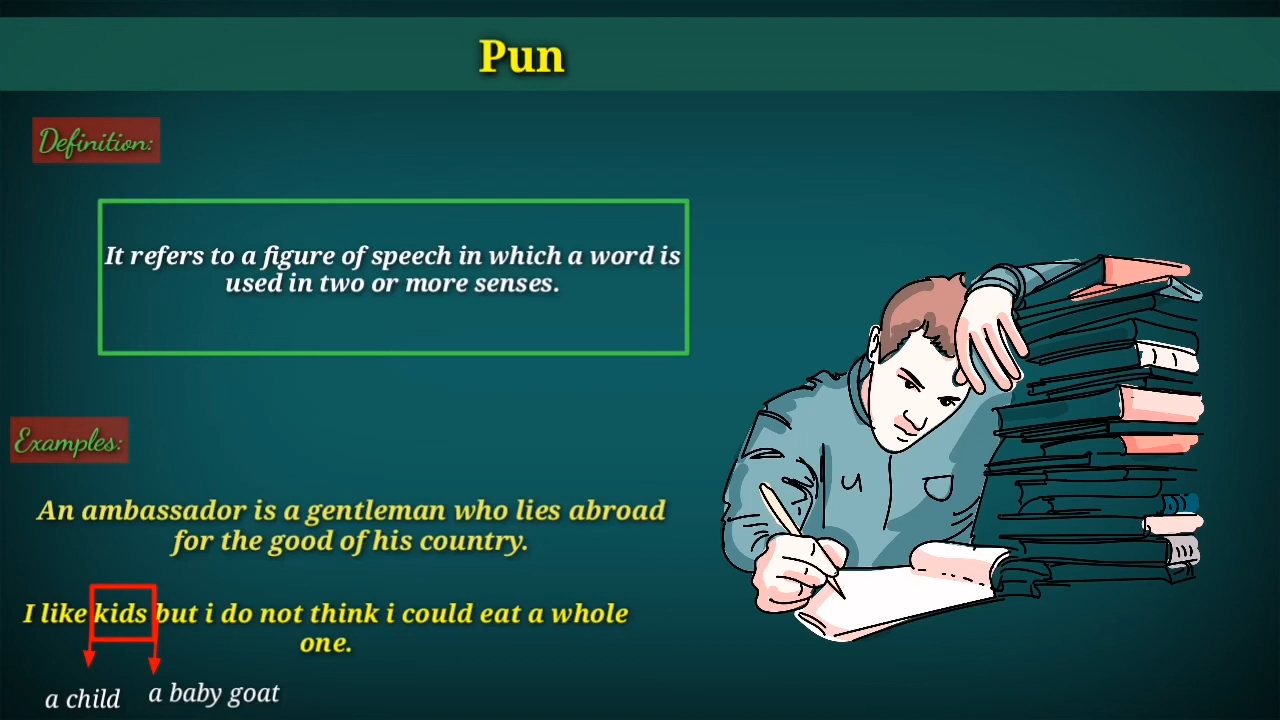 Pun
Definition:
It refers to a figure of speech in which a word is
used in two or more senses.
Examples:
An ambassador is a gentleman who lies abroad
for the good of his country.
I like kids but i do not think i could eat a whole
one.
a child
a baby goat